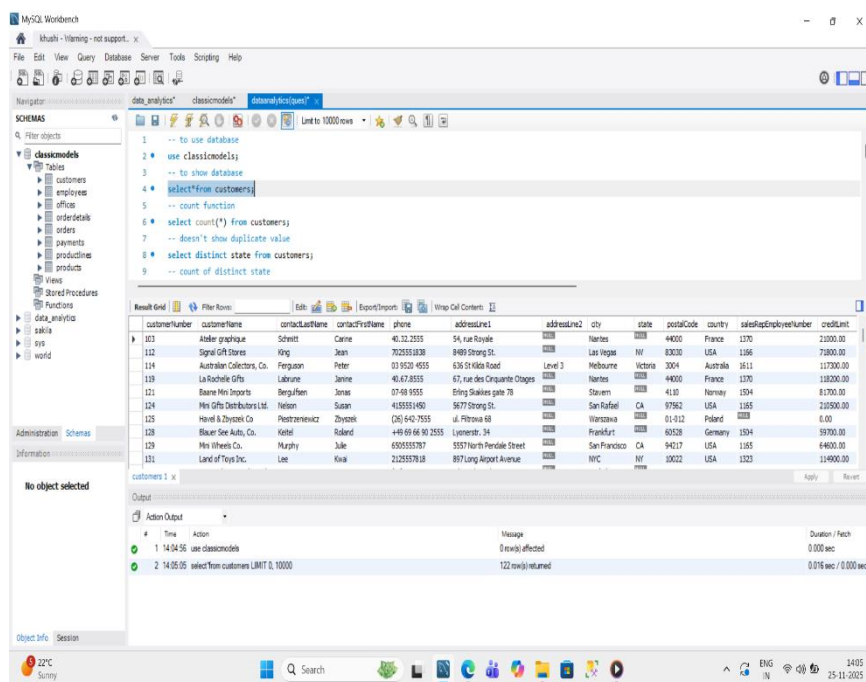 MySQL Workbench
khushi - Warning - not support...
File Edit View Query Database Server Tools Scripting Help
Navigator
data_analytics* classicmodels* dataanalytics(ques)*
SCHEMAS
Filter objects
classicmodels
Tables
customers
employees
offices
orderdetails
orders
payments
productlines
products
Views
Stored Procedures
Functions
data_analytics
sakila
sys
world
Administration Schemas
Information
No object selected
Object Info Session
Limit to 10000 rows
1 -- to use database
2 use classicmodels;
3 -- to show database
4 select*from customers;
5 -- count function
6 select count(*) from customers;
7 -- doesn't show duplicate value
8 select distinct state from customers;
9 -- count of distinct state
Result Grid Filter Rows: Edit: Export/Import: Wrap Cell Content:
customerNumber customerName contactLastName contactFirstName phone addressLine1 addressLine2 city state postalCode country salesRepEmployeeNumber creditLimit
103 Atelier graphique Schmitt Carine 40.32.2555 54, rue Royale NULL Nantes NULL 44000 France 1370 21000.00
112 Signal Gift Stores King Jean 7025551838 8489 Strong St. NULL Las Vegas NV 83030 USA 1166 71800.00
114 Australian Collectors, Co. Ferguson Peter 03 9520 4555 636 St Kilda Road Level 3 Melbourne Victoria 3004 Australia 1611 117300.00
119 La Rochelle Gifts Labrune Janine 40.67.8555 67, rue des Cinquante Otages NULL Nantes NULL 44000 France 1370 118200.00
121 Baane Mini Imports Bergulfsen Jonas 07-98 9555 Erling Skakkes gate 78 NULL Stavern NULL 4110 Norway 1504 81700.00
124 Mini Gifts Distributors Ltd. Nelson Susan 4155551450 5677 Strong St. NULL San Rafael CA 97562 USA 1165 210500.00
125 Havel & Zbyszek Co Piestrzeniewicz Zbyszek (26) 642-7555 ul. Filtrowa 68 NULL Warszawa NULL 01-012 Poland NULL 0.00
128 Blauer See Auto, Co. Keitel Roland +49 69 66 90 2555 Lyonerstr. 34 NULL Frankfurt NULL 60528 Germany 1504 59700.00
129 Mini Wheels Co. Murphy Julie 6505555787 5557 North Pendale Street NULL San Francisco CA 94217 USA 1165 64600.00
131 Land of Toys Inc. Lee Kwai 2125557818 897 Long Airport Avenue NULL NYC NY 10022 USA 1323 114900.00
customers 1 Apply Revert
Output
Action Output
# Time Action Message Duration / Fetch
1 14:04:56 use classicmodels 0 row(s) affected 0.000 sec
2 14:05:05 select*from customers LIMIT 0, 10000 122 row(s) returned 0.016 sec / 0.000 sec
22°C
Sunny
Search
ENG
IN
14:05
25-11-2025